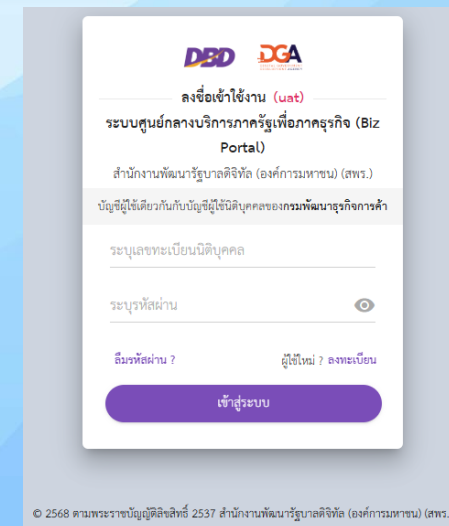 DBD DGA
ลงชื่อเข้าใช้งาน (uat)
ระบบศูนย์กลางบริการภาครัฐเพื่อภาคธุรกิจ (Biz
Portal)
สำนักงานพัฒนารัฐบาลดิจิทัล (องค์การมหาชน) (สพร.)
บัญชีผู้ใช้เดียวกันกับบัญชีผู้ใช้นิติบุคคลของกรมพัฒนาธุรกิจการค้า
ระบุเลขทะเบียนนิติบุคคล
ระบุรหัสผ่าน
ลืมรหัสผ่าน ? ผู้ใช้ใหม่ ? ลงทะเบียน
เข้าสู่ระบบ
© 2568 ตามพระราชบัญญัติลิขสิทธิ์ 2537 สำนักงานพัฒนารัฐบาลดิจิทัล (องค์การมหาชน) (สพร.